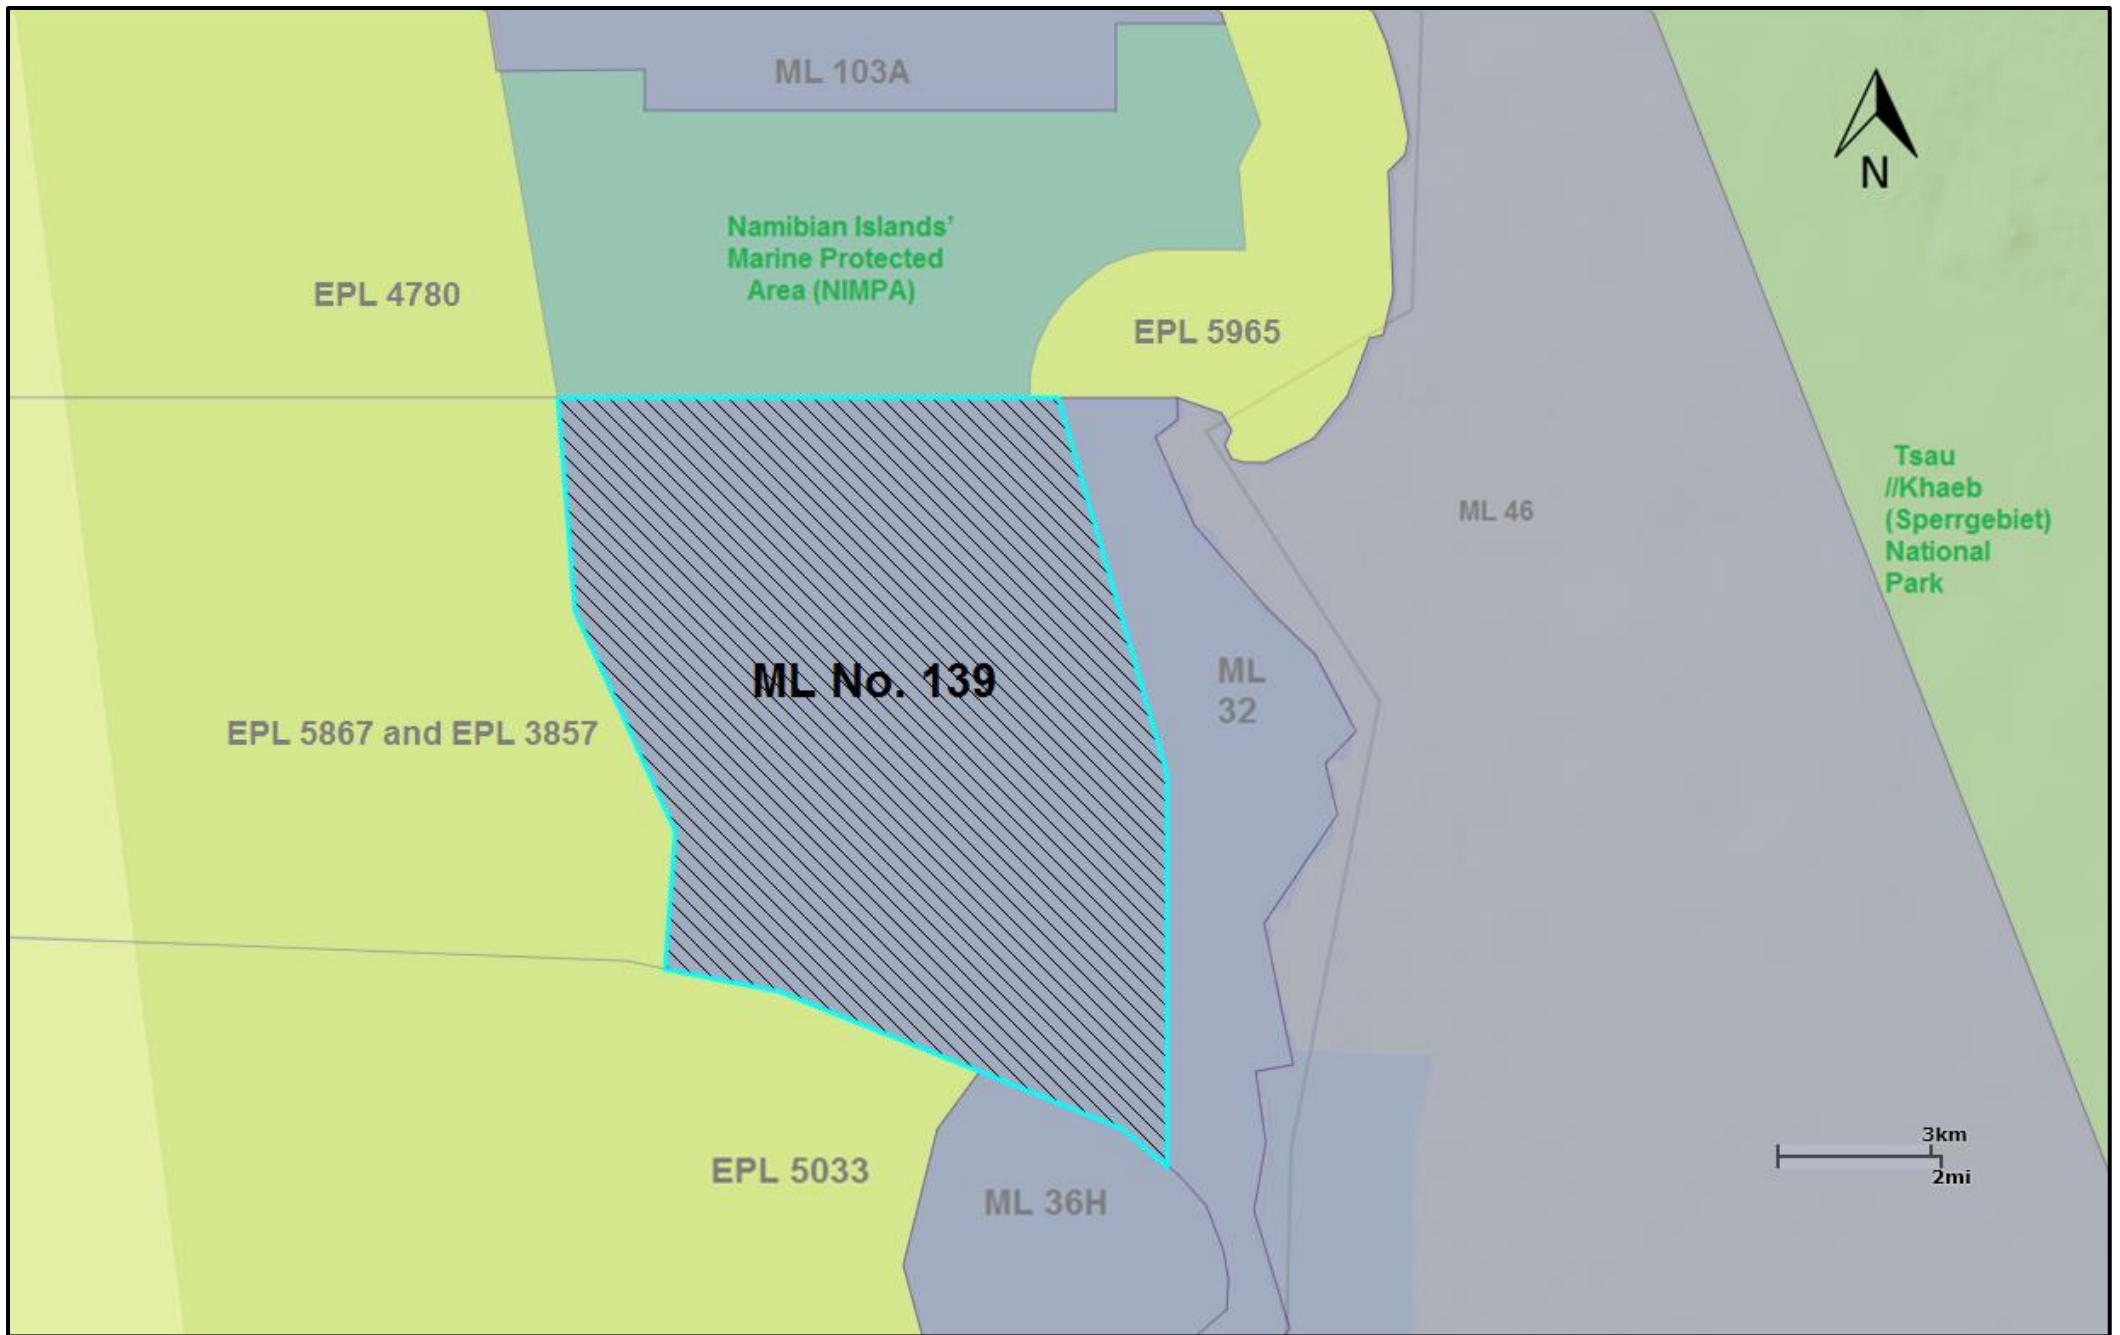 ML 103A
N
Namibian Islands’
Marine Protected
Area (NIMPA)
EPL 4780
EPL 5965
Tsau
//Khaeb
(Sperrgebiet)
National
Park
ML 46
ML No. 139
ML
32
EPL 5867 and EPL 3857
3km
2mi
EPL 5033
ML 36H